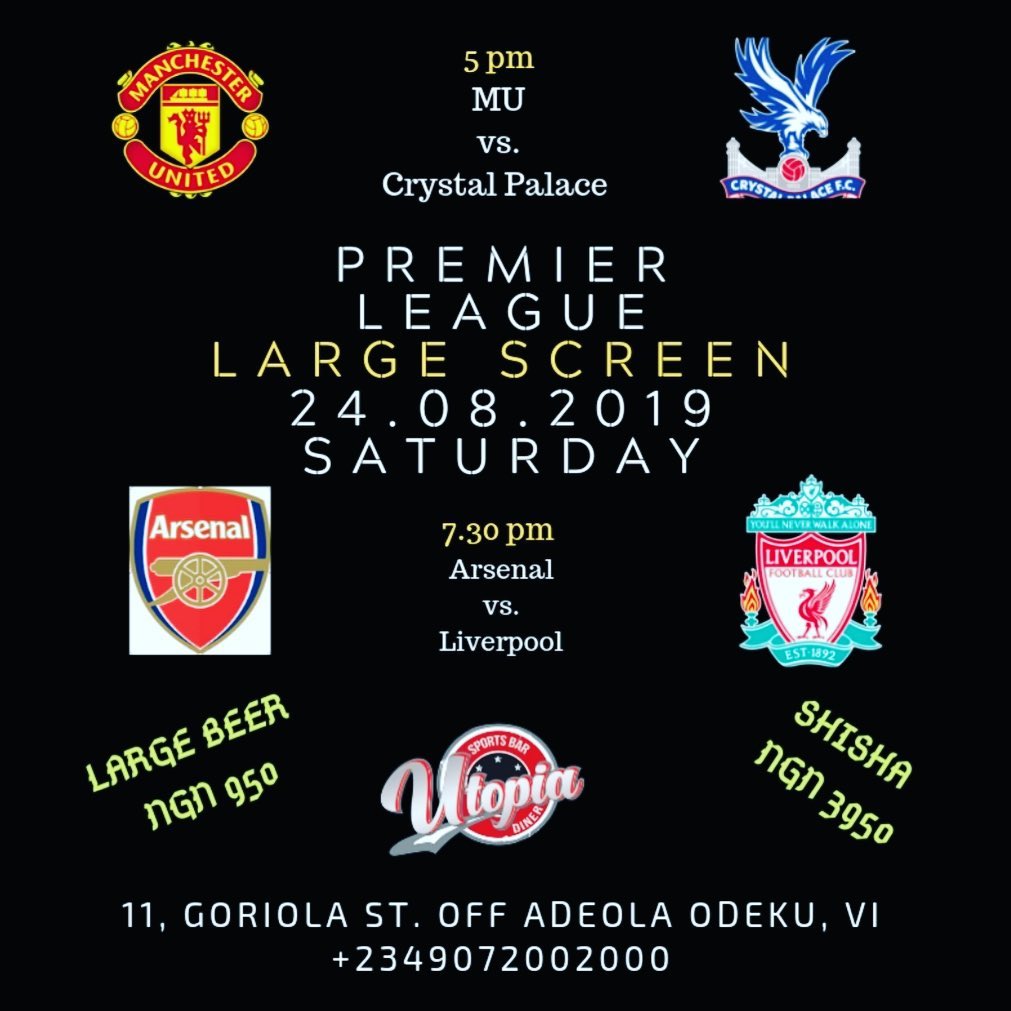 MANCHESTER
UNITED
5 pm
MU
vs.
Crystal Palace
CRYSTAL PALACE F.C.
PREMIER
LEAGUE
LARGE SCREEN
24.08.2019
SATURDAY
Arsenal
7.30 pm
Arsenal
vs.
Liverpool
YOU'LL NEVER WALK ALONE
LIVERPOOL
FOOTBALL CLUB
EST·1892
LARGE BEER
NGN 950
SPORTS BAR
Utopia
DINER
SHISHA
NGN 3950
11, GORIOLA ST. OFF ADEOLA ODEKU, VI
+2349072002000